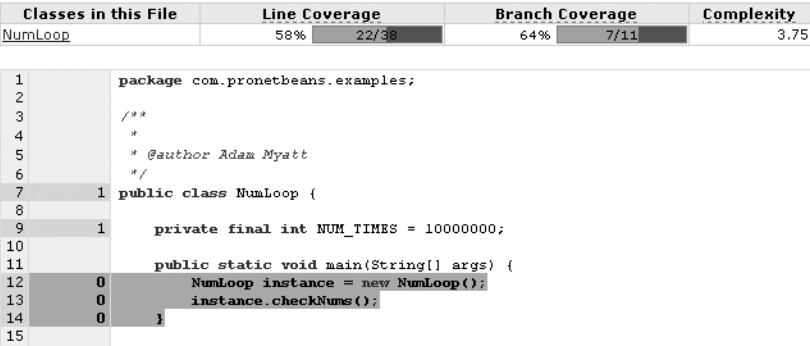 Classes in this File Line Coverage Branch Coverage Complexity
NumLoop 58% 22/38 64% 7/11 3.75
1 package com.pronetbeans.examples;
2
3 /**
4 *
5 * @author Adam Myatt
6 */
7 1 public class NumLoop {
8
9 1 private final int NUM_TIMES = 10000000;
10
11 public static void main(String[] args) {
12 0 NumLoop instance = new NumLoop();
13 0 instance.checkNums();
14 0 }
15